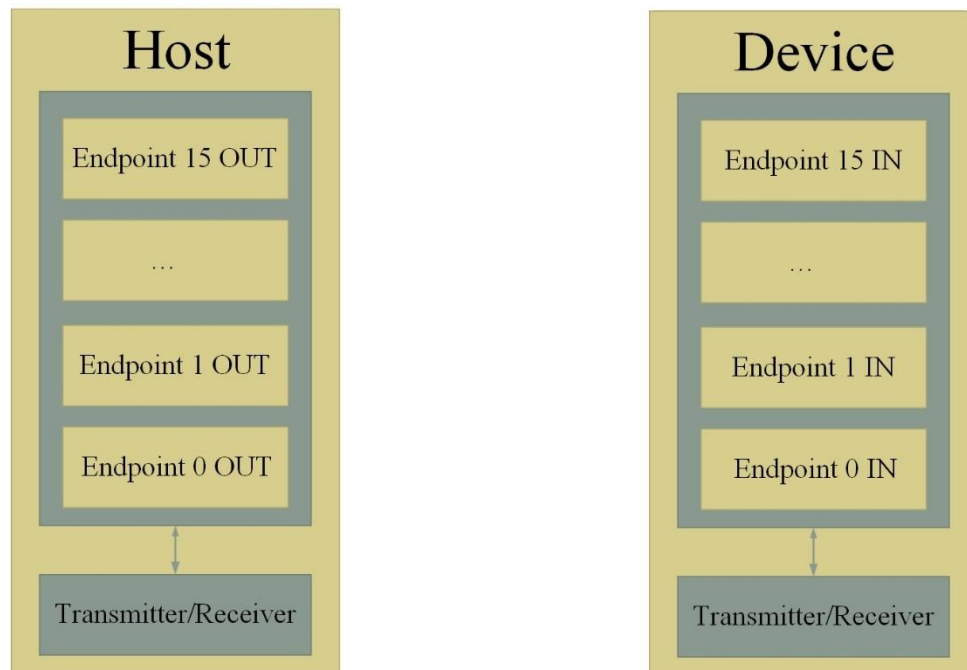 Host
Endpoint 15 OUT
...
Endpoint 1 OUT
Endpoint 0 OUT
Transmitter/Receiver
Device
Endpoint 15 IN
...
Endpoint 1 IN
Endpoint 0 IN
Transmitter/Receiver